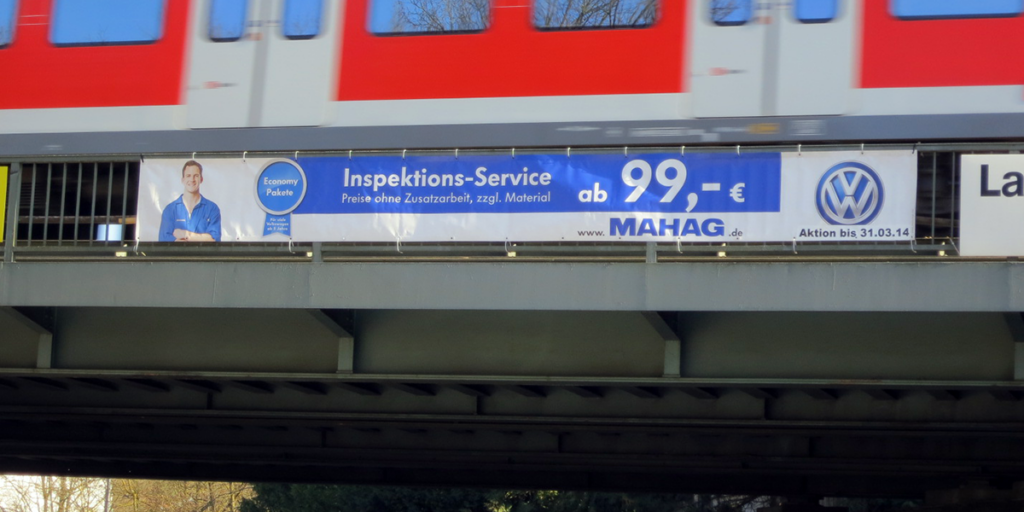 Economy
Pakete
Inspektions-Service
Preise ohne Zusatzarbeit, zzgl. Material
ab 99,- €
www.MAHAG.de
VW
Aktion bis 31.03.14
La